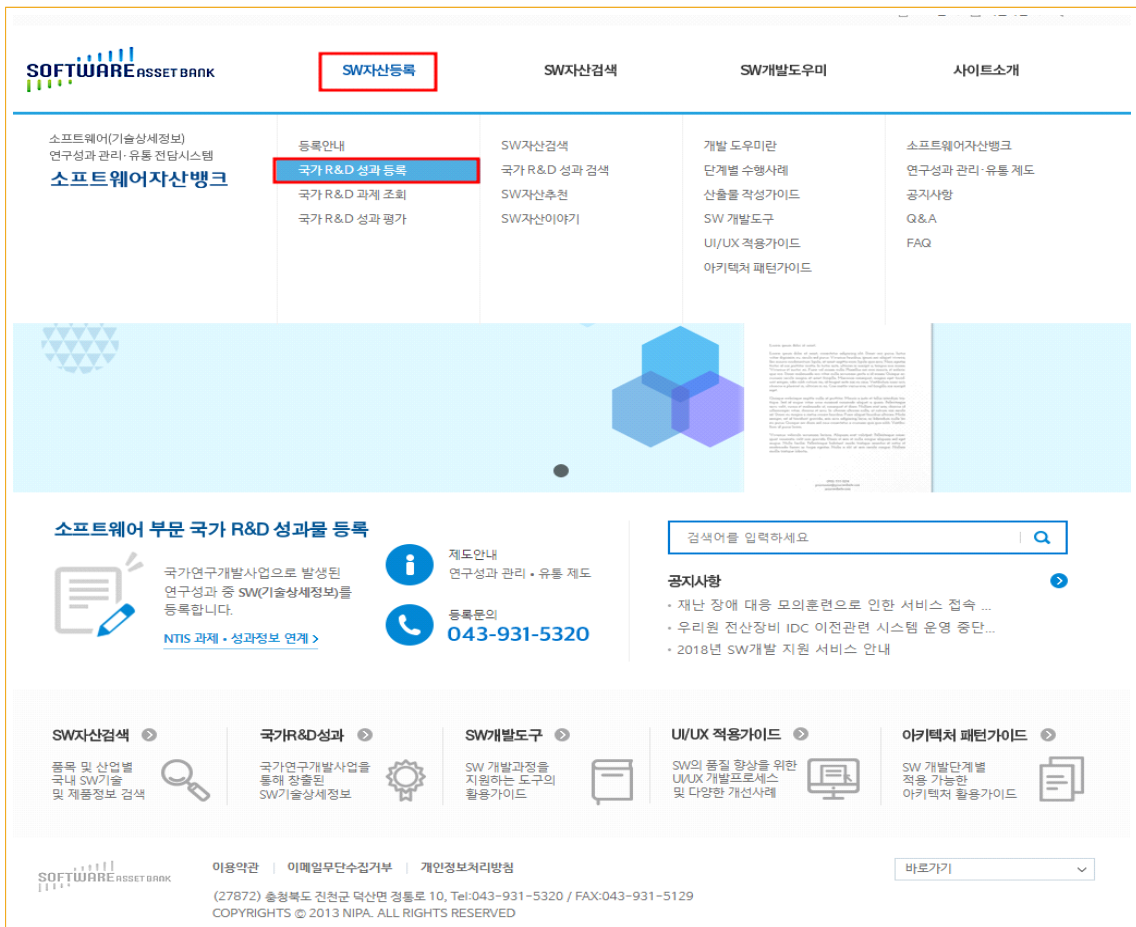 SOFTWARE ASSET BANK
SW자산등록
SW자산검색
SW개발도우미
사이트소개
소프트웨어(기술상세정보)
연구성과 관리·유통 전담시스템
소프트웨어자산뱅크
등록안내
국가 R&D 성과 등록
국가 R&D 과제 조회
국가 R&D 성과 평가
SW자산검색
국가 R&D 성과 검색
SW자산추천
SW자산이야기
개발 도우미란
단계별 수행사례
산출물 작성가이드
SW 개발도구
UI/UX 적용가이드
아키텍처 패턴가이드
소프트웨어자산뱅크
연구성과 관리·유통 제도
공지사항
Q&A
FAQ
소프트웨어 부문 국가 R&D 성과물 등록
국가연구개발사업으로 발생된
연구성과 중 SW(기술상세정보)를
등록합니다.
NTIS 과제 • 성과정보 연계 >
제도안내
연구성과 관리 • 유통 제도
등록문의
043-931-5320
검색어를 입력하세요
공지사항
• 재난 장애 대응 모의훈련으로 인한 서비스 접속 ...
• 우리원 전산장비 IDC 이전관련 시스템 운영 중단...
• 2018년 SW개발 지원 서비스 안내
SW자산검색
품목 및 산업별
국내 SW기술
및 제품정보 검색
국가R&D성과
국가연구개발사업을
통해 창출된
SW기술상세정보
SW개발도구
SW 개발과정을
지원하는 도구의
활용가이드
UI/UX 적용가이드
SW의 품질 향상을 위한
UI/UX 개발프로세스
및 다양한 개선사례
아키텍처 패턴가이드
SW 개발단계별
적용 가능한
아키텍처 활용가이드
SOFTWARE ASSET BANK
이용약관 | 이메일무단수집거부 | 개인정보처리방침
바로가기
(27872) 충청북도 진천군 덕산면 정통로 10, Tel:043-931-5320 / FAX:043-931-5129
COPYRIGHTS © 2013 NIPA. ALL RIGHTS RESERVED